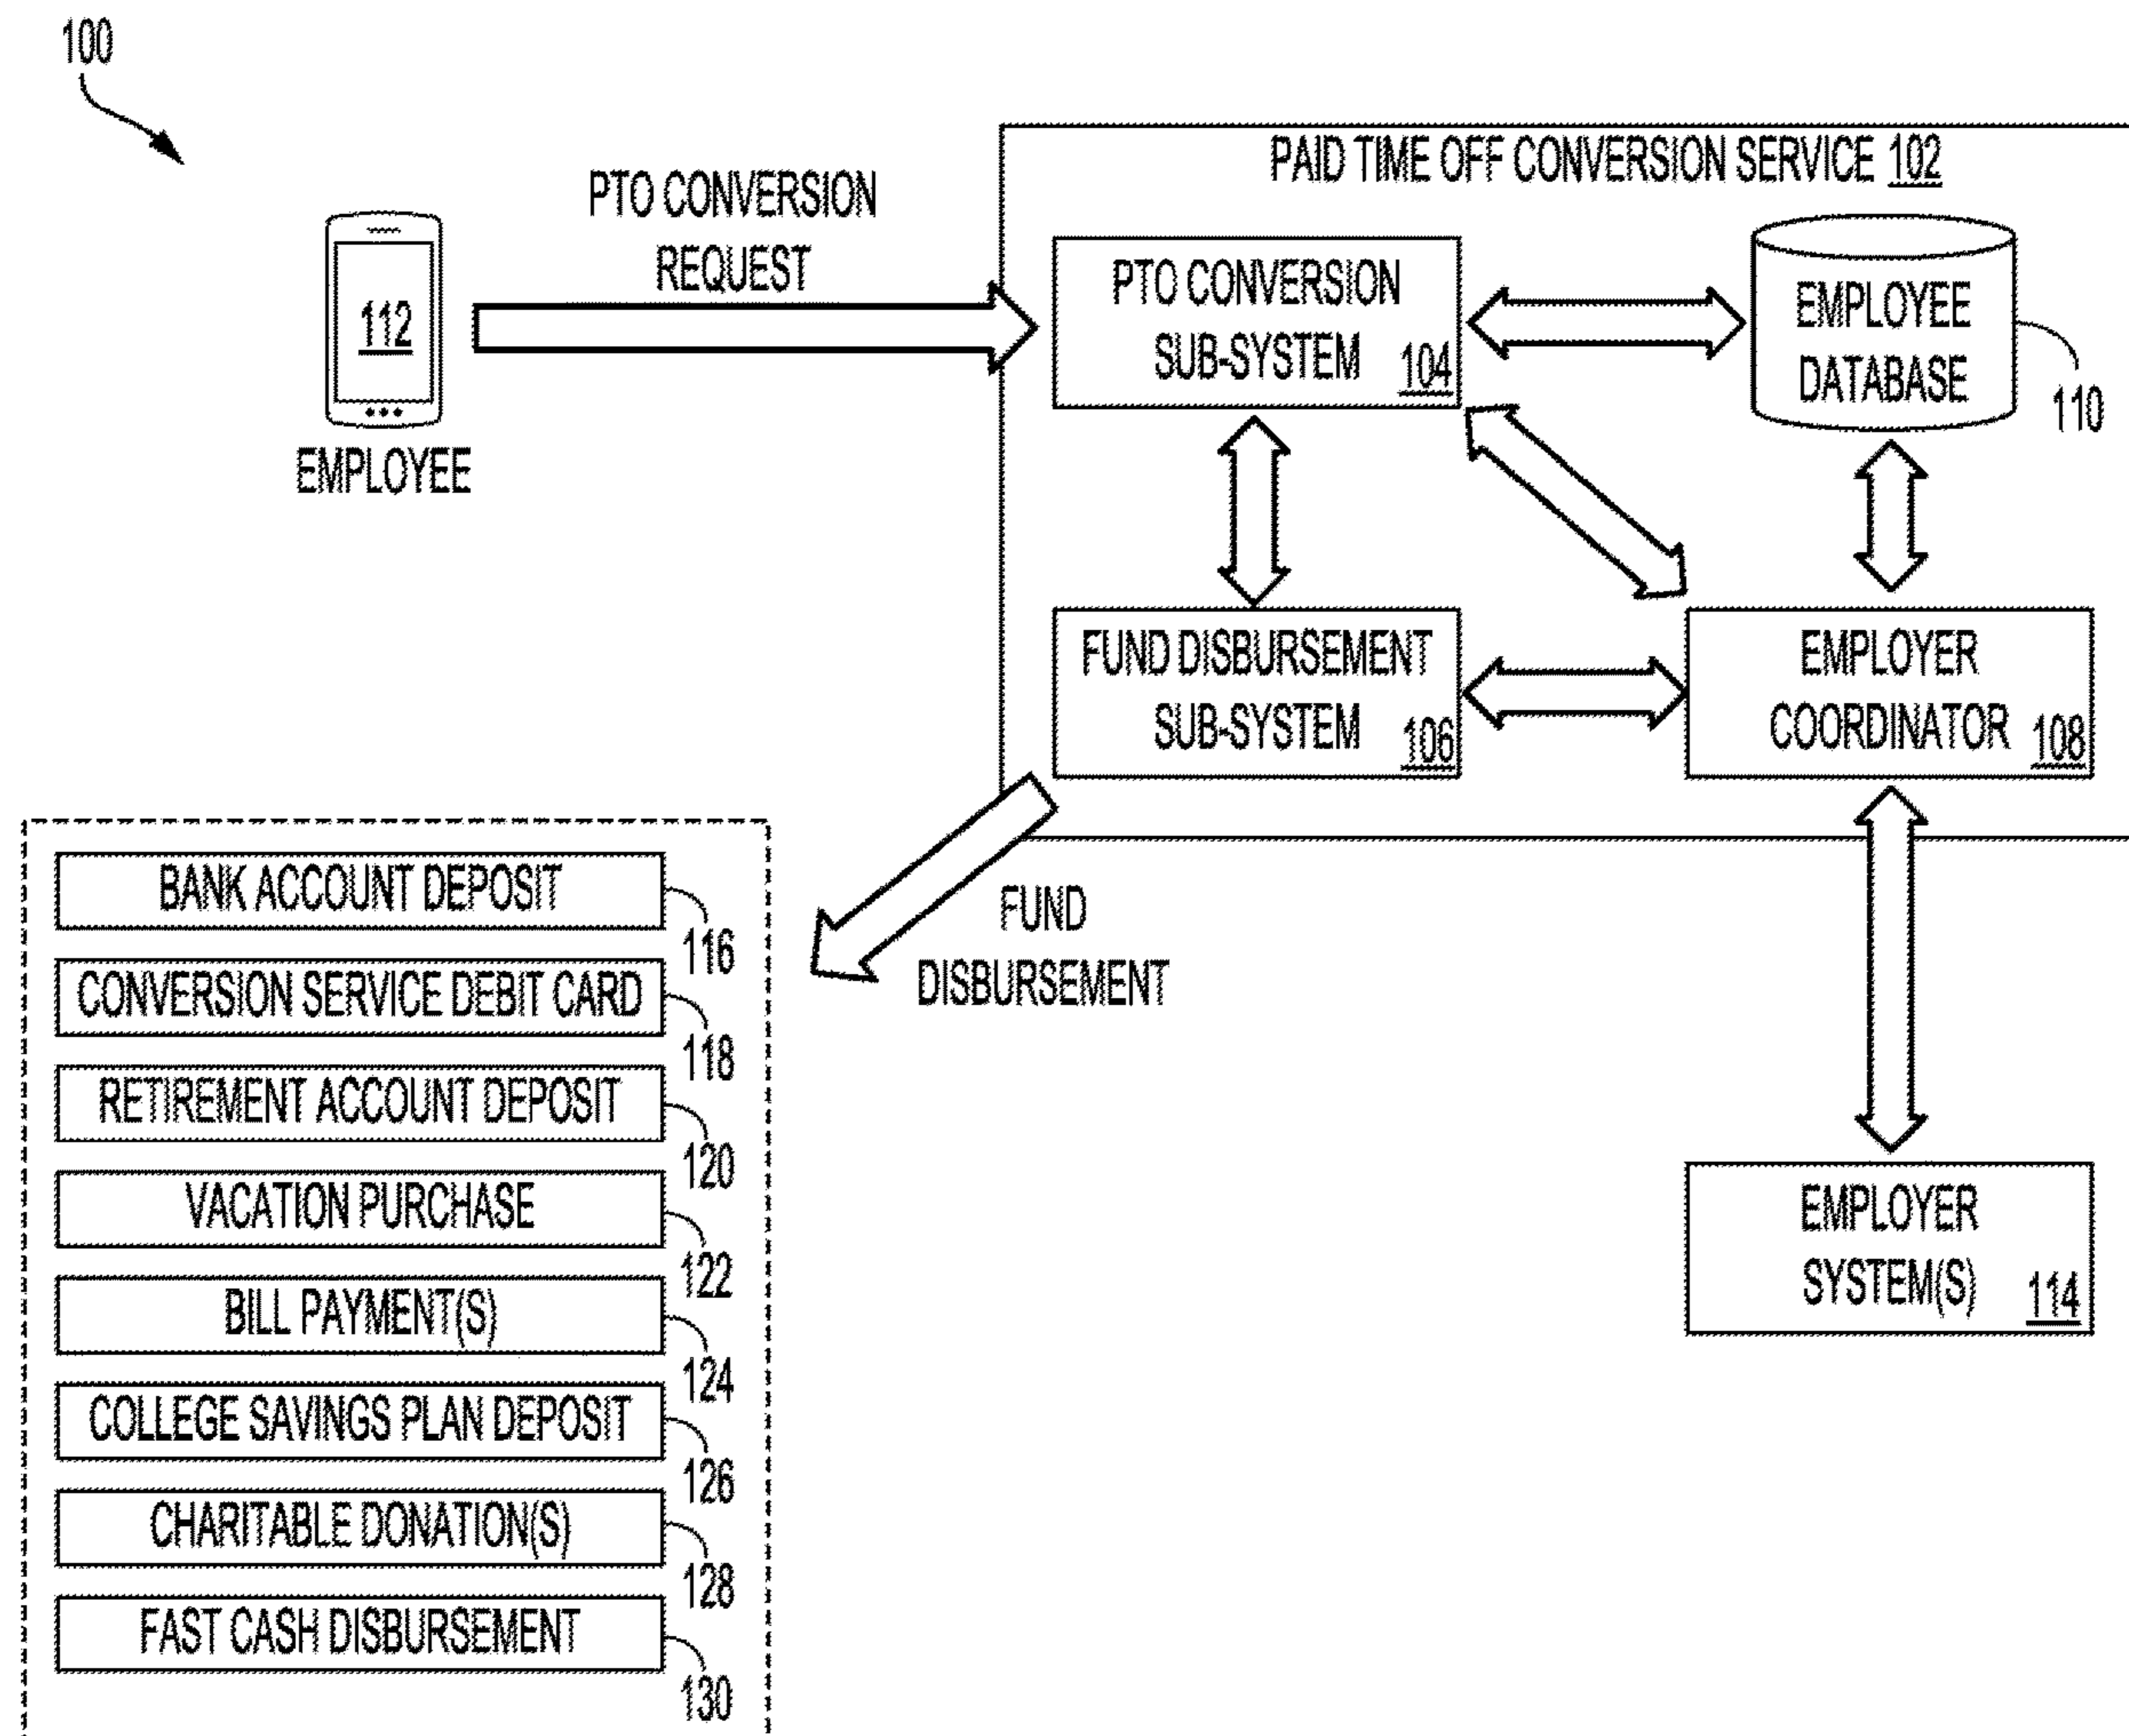 100
PAID TIME OFF CONVERSION SERVICE 102
PTO CONVERSION
REQUEST
112
EMPLOYEE
PTO CONVERSION
SUB-SYSTEM 104
EMPLOYEE
DATABASE
110
FUND DISBURSEMENT
SUB-SYSTEM 106
EMPLOYER
COORDINATOR 108
FUND
DISBURSEMENT
BANK ACCOUNT DEPOSIT
116
CONVERSION SERVICE DEBIT CARD
118
RETIREMENT ACCOUNT DEPOSIT
120
VACATION PURCHASE
122
BILL PAYMENT(S)
124
COLLEGE SAVINGS PLAN DEPOSIT
126
CHARITABLE DONATION(S)
128
FAST CASH DISBURSEMENT
130
EMPLOYER
SYSTEM(S) 114